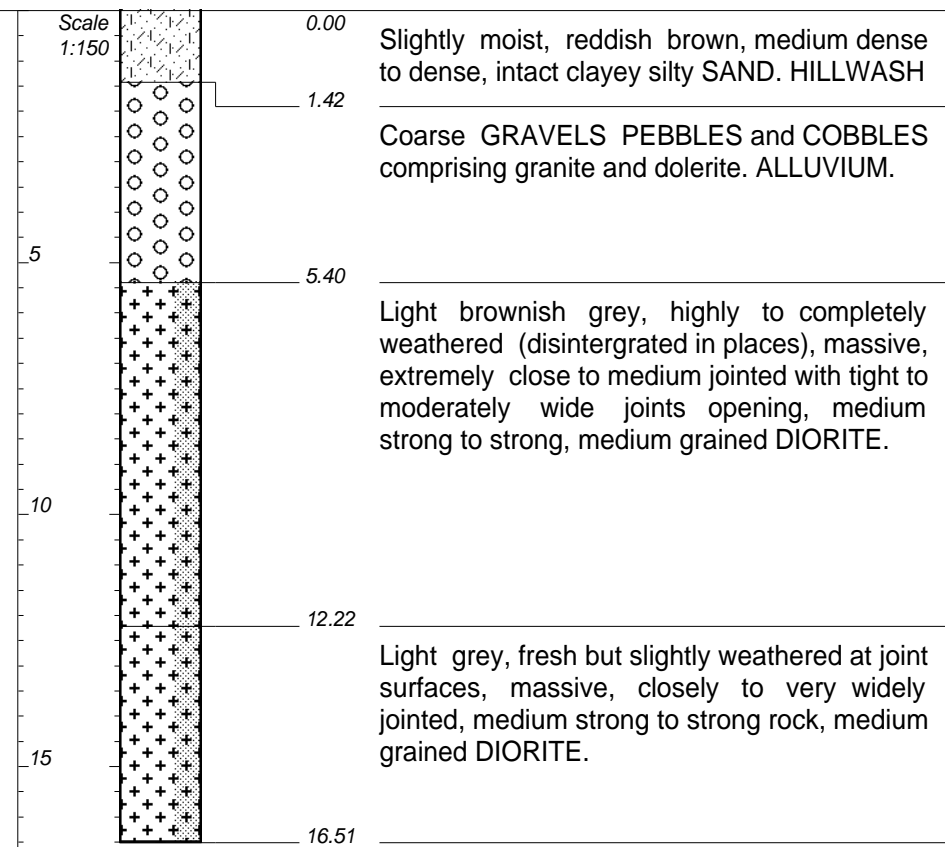 Scale
1:150
0.00
Slightly moist, reddish brown, medium dense
to dense, intact clayey silty SAND. HILLWASH
1.42
Coarse GRAVELS PEBBLES and COBBLES
comprising granite and dolerite. ALLUVIUM.
5
5.40
Light brownish grey, highly to completely
weathered (disintergrated in places), massive,
extremely close to medium jointed with tight to
moderately wide joints opening, medium
strong to strong, medium grained DIORITE.
10
12.22
Light grey, fresh but slightly weathered at joint
surfaces, massive, closely to very widely
jointed, medium strong to strong rock, medium
grained DIORITE.
15
16.51